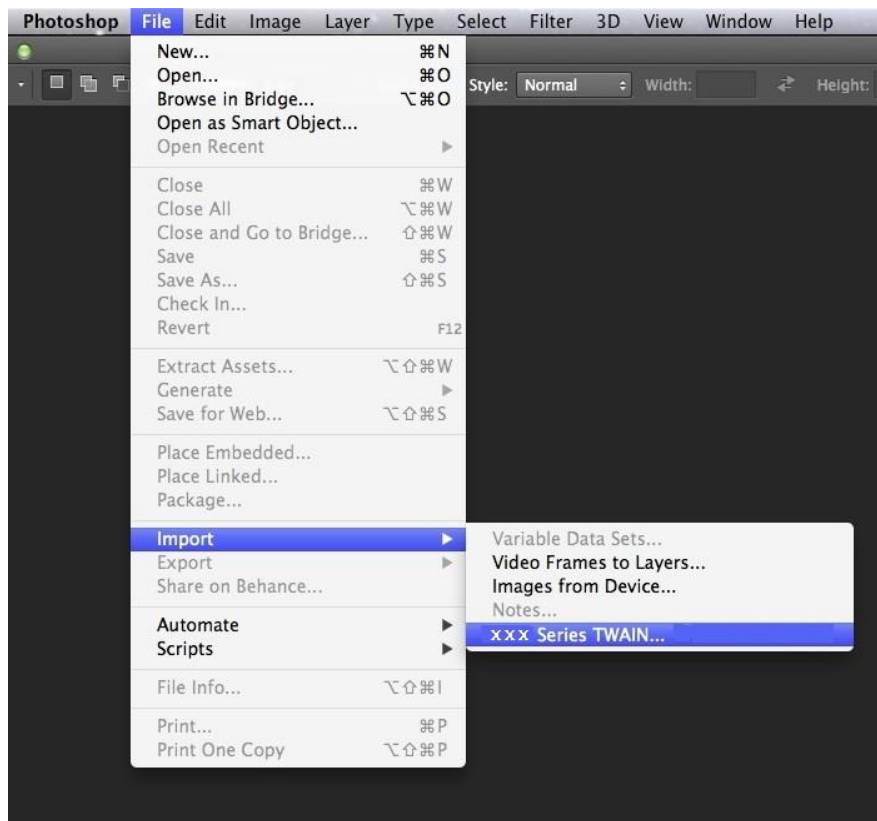 Photoshop File Edit Image Layer Type Select Filter 3D View Window Help
Style: Normal Width: Height:
New... ⌘N
Open... ⌘O
Browse in Bridge... ⌥⌘O
Open as Smart Object...
Open Recent
Close ⌘W
Close All ⌥⌘W
Close and Go to Bridge... ⇧⌘W
Save ⌘S
Save As... ⇧⌘S
Check In...
Revert F12
Extract Assets... ⌥⇧⌘W
Generate
Save for Web... ⌥⇧⌘S
Place Embedded...
Place Linked...
Package...
Import
Export
Share on Behance...
Automate
Scripts
File Info... ⌥⇧⌘I
Print... ⌘P
Print One Copy ⌥⇧⌘P
Variable Data Sets...
Video Frames to Layers...
Images from Device...
Notes...
xxx Series TWAIN...